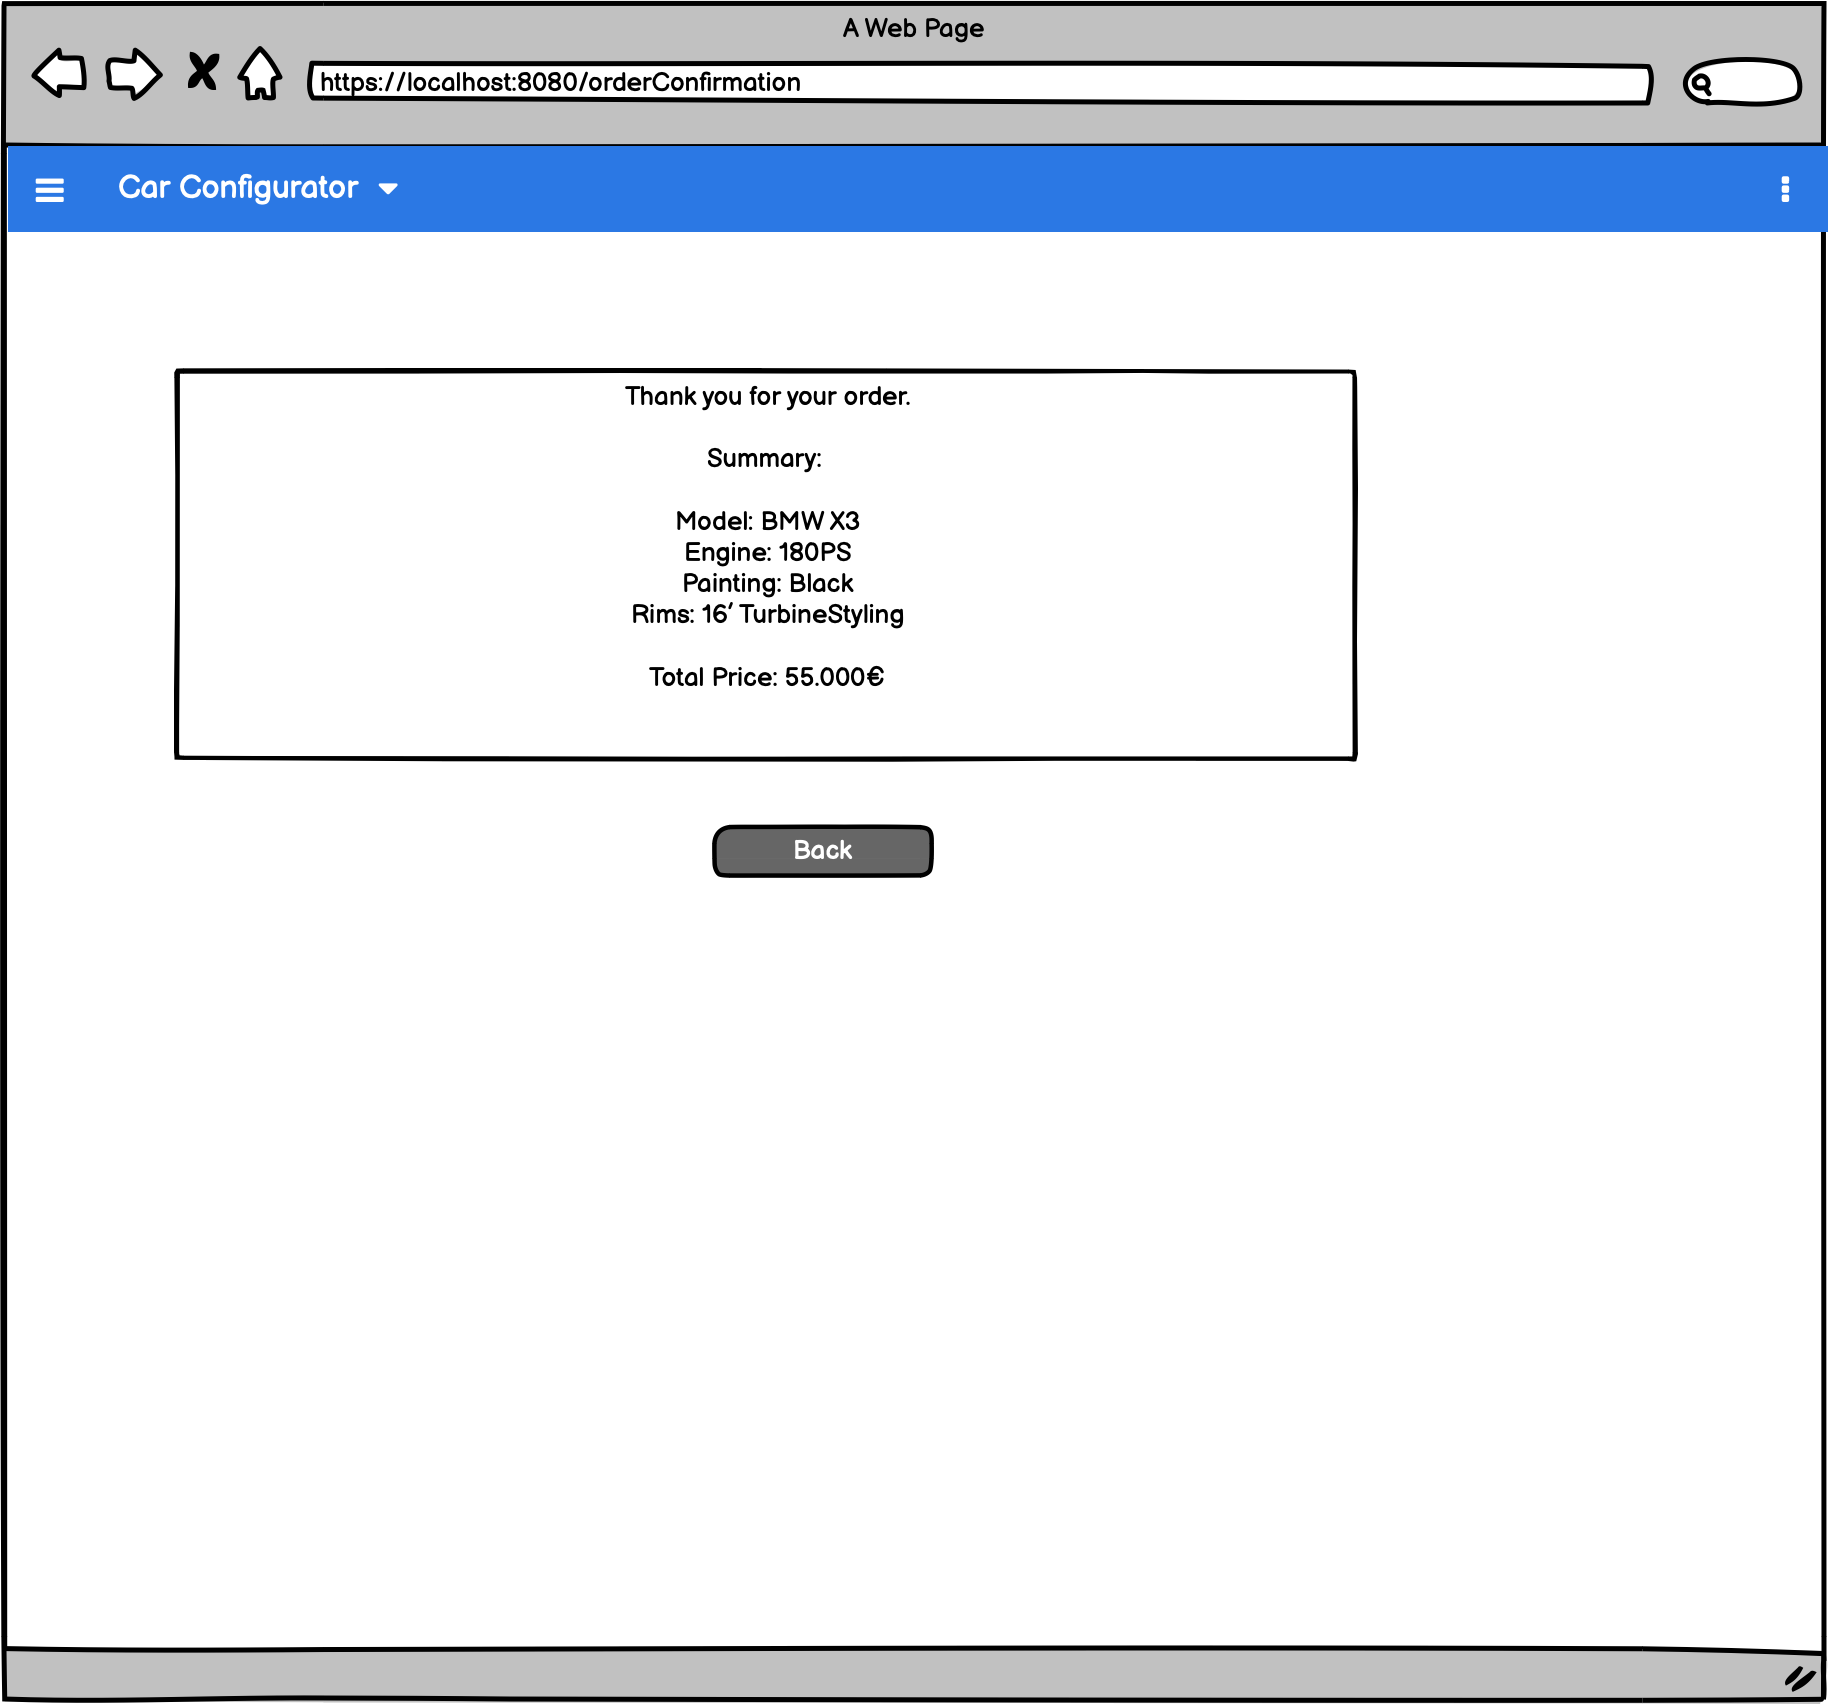 A Web Page
https://localhost:8080/orderConfirmation
Car Configurator
Thank you for your order.
Summary:
Model: BMW X3
Engine: 180PS
Painting: Black
Rims: 16' TurbineStyling
Total Price: 55.000€
Back